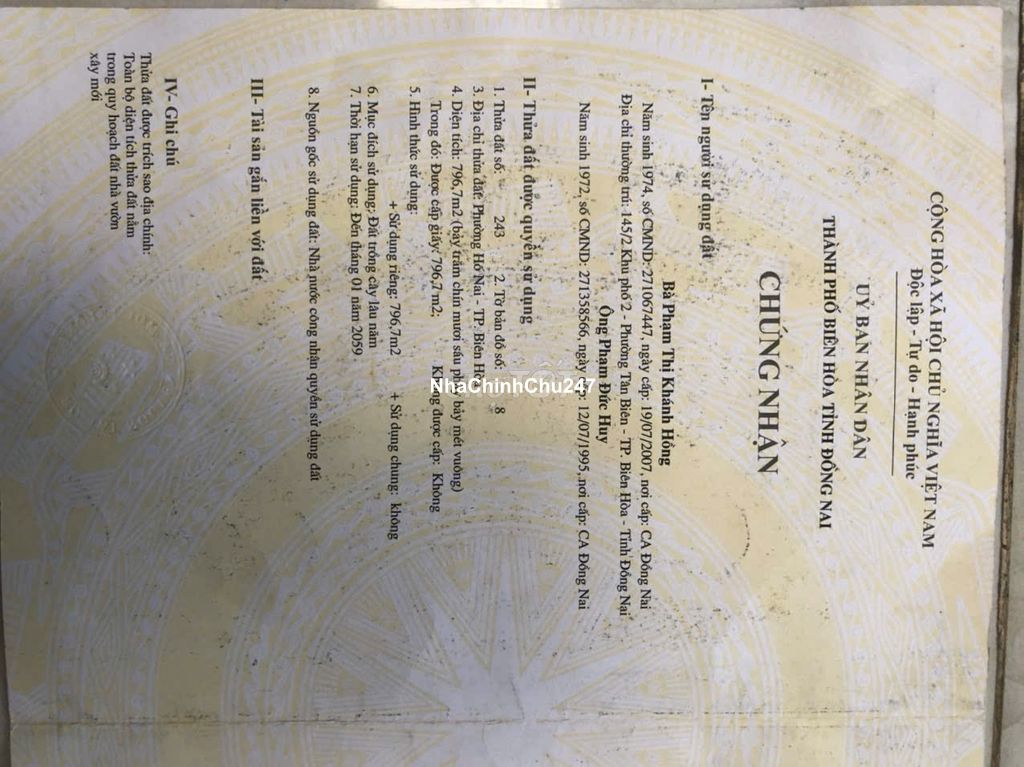 CỘNG HÒA XÃ HỘI CHỦ NGHĨA VIỆT NAM
Độc lập - Tự do - Hạnh phúc
UỶ BAN NHÂN DÂN
THÀNH PHỐ BIÊN HÒA TỈNH ĐỒNG NAI
CHỨNG NHẬN
I- Tên người sử dụng đất
Bà Phạm Thị Khánh Hồng
Năm sinh 1974, số CMND: 271067447, ngày cấp: 19/07/2007, nơi cấp: CA Đồng Nai
Địa chỉ thường trú: 145/2 Khu phố 2 - Phường Tân Biên - TP. Biên Hòa - Tỉnh Đồng Nai
Ông Phạm Đức Huy
Năm sinh 1972, số CMND: 271358566, ngày cấp: 12/07/1995, nơi cấp: CA Đồng Nai
II- Thửa đất được quyền sử dụng
1. Thửa đất số: 243 2. Tờ bản đồ số: 8
3. Địa chỉ thửa đất: Phường Hố Nai - TP. Biên Hòa
4. Diện tích: 796,7m2 (bảy trăm chín mươi sáu phẩy bảy mét vuông)
Trong đó: Được cấp giấy: 796,7 m2; Không được cấp: Không
5. Hình thức sử dụng:
+ Sử dụng riêng: 796,7m2 + Sử dụng chung: không
6. Mục đích sử dụng: Đất trồng cây lâu năm
7. Thời hạn sử dụng: Đến tháng 01 năm 2059
8. Nguồn gốc sử dụng đất: Nhà nước công nhận quyền sử dụng đất
III- Tài sản gắn liền với đất
IV- Ghi chú
Thửa đất được trích sao địa chính:
Toàn bộ diện tích thửa đất nằm
trong quy hoạch đất nhà vườn
xây mới
NhaChinhChu247